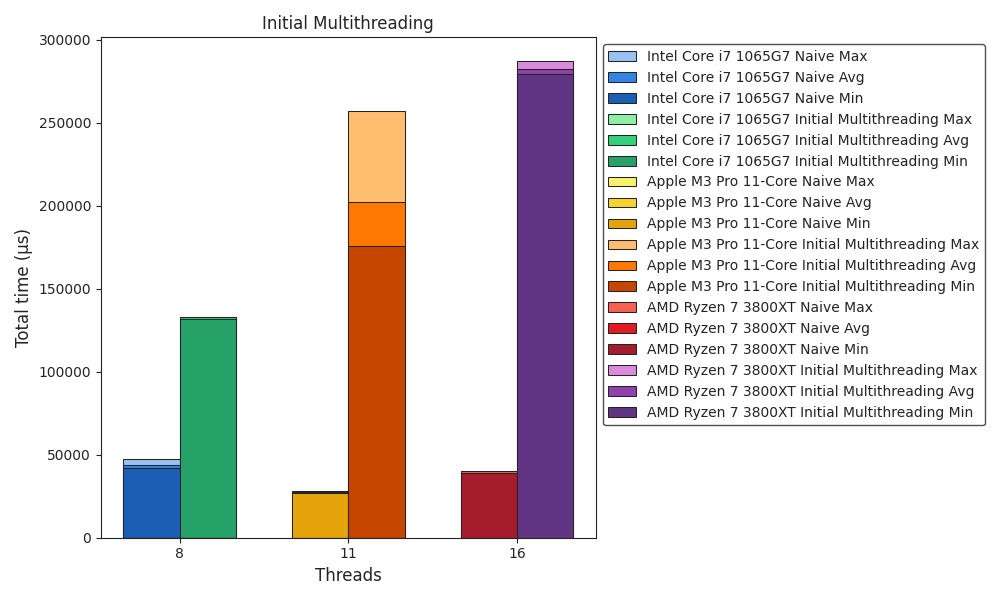 Initial Multithreading
300000
250000
200000
150000
100000
50000
0
Total time (µs)
8
11
16
Threads
Intel Core i7 1065G7 Naive Max
Intel Core i7 1065G7 Naive Avg
Intel Core i7 1065G7 Naive Min
Intel Core i7 1065G7 Initial Multithreading Max
Intel Core i7 1065G7 Initial Multithreading Avg
Intel Core i7 1065G7 Initial Multithreading Min
Apple M3 Pro 11-Core Naive Max
Apple M3 Pro 11-Core Naive Avg
Apple M3 Pro 11-Core Naive Min
Apple M3 Pro 11-Core Initial Multithreading Max
Apple M3 Pro 11-Core Initial Multithreading Avg
Apple M3 Pro 11-Core Initial Multithreading Min
AMD Ryzen 7 3800XT Naive Max
AMD Ryzen 7 3800XT Naive Avg
AMD Ryzen 7 3800XT Naive Min
AMD Ryzen 7 3800XT Initial Multithreading Max
AMD Ryzen 7 3800XT Initial Multithreading Avg
AMD Ryzen 7 3800XT Initial Multithreading Min